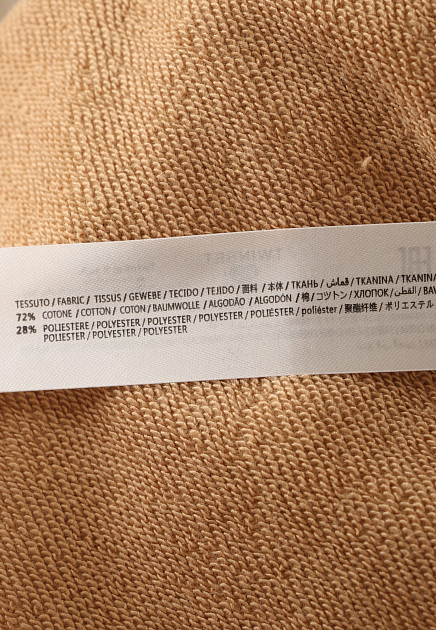 TESSUTO / FABRIC / TISSUS / GEWEBE / TECIDO / TEJIDO / 面料 / 本体 / ТКАНЬ / قماش / TKANINA / TKANINA
72% COTONE / COTTON / COTON / BAUMWOLLE / ALGODÃO / ALGODÓN / 棉 / コツトン / ХЛОПОК / القطن / BAV
28% POLIESTERE / POLYESTER / POLYESTER / POLYESTER / POLIÉSTER / poliéster / 聚酯纤维 / ポリエステル
POLIESTER / POLYESTER / POLYESTER